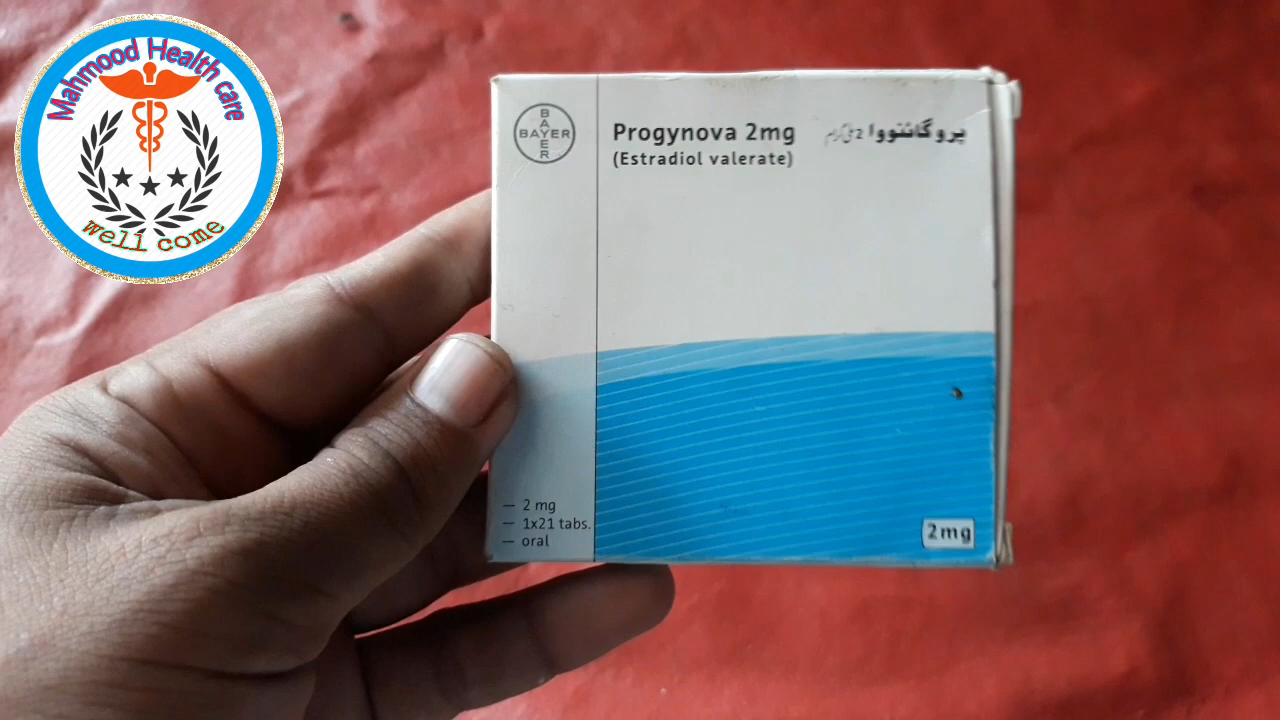 Mahmood Health care
well come
BAYER
BAYER
Progynova 2mg
(Estradiol valerate)
پروگائنووا 2 ملی گرام
— 2 mg
— 1x21 tabs.
— oral
2mg